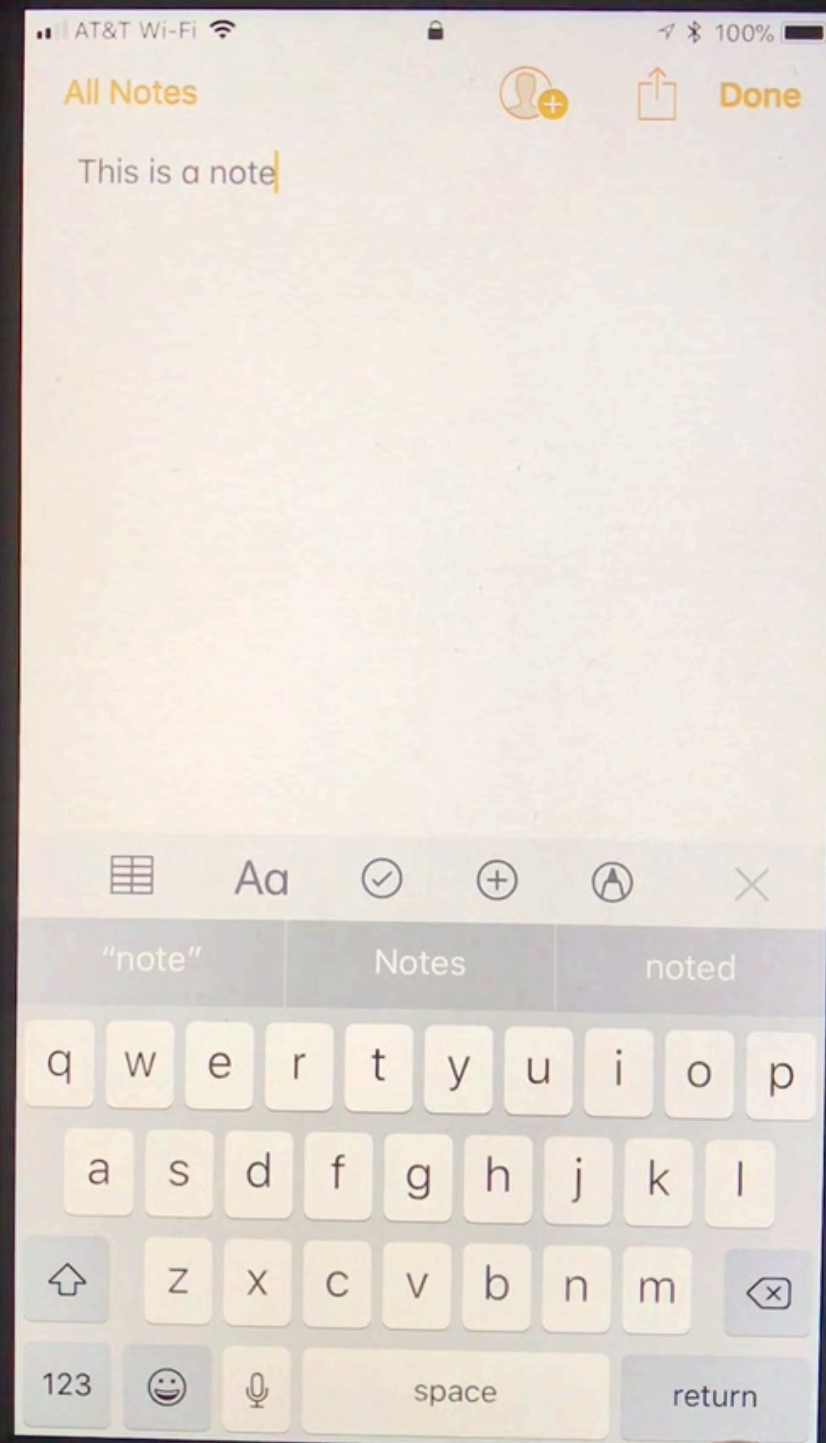 AT&T Wi-Fi 100%
All Notes Done
This is a note
Aa
“note” Notes noted
q w e r t y u i o p
a s d f g h j k l
z x c v b n m
123 space return